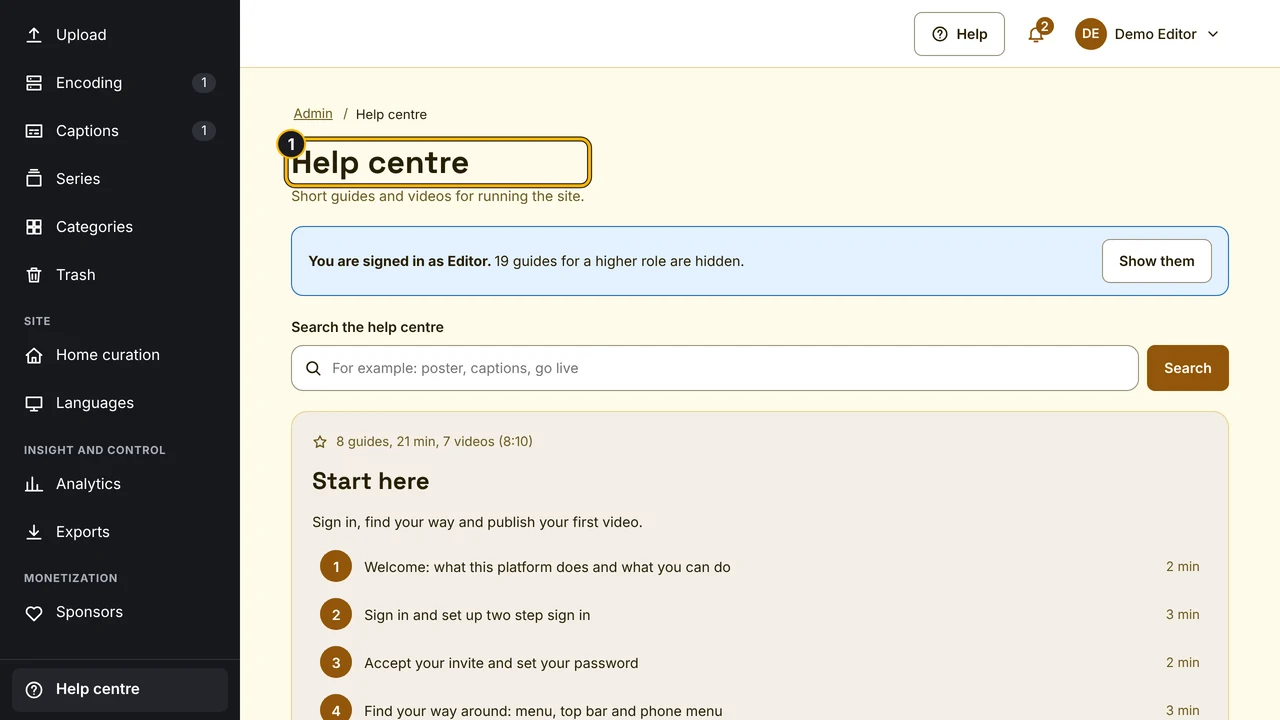 Upload
Encoding 1
Captions 1
Series
Categories
Trash
SITE
Home curation
Languages
INSIGHT AND CONTROL
Analytics
Exports
MONETIZATION
Sponsors
Help centre
Help
2
DE Demo Editor
Admin / Help centre
1
Help centre
Short guides and videos for running the site.
You are signed in as Editor. 19 guides for a higher role are hidden.
Show them
Search the help centre
For example: poster, captions, go live
Search
8 guides, 21 min, 7 videos (8:10)
Start here
Sign in, find your way and publish your first video.
1 Welcome: what this platform does and what you can do 2 min
2 Sign in and set up two step sign in 3 min
3 Accept your invite and set your password 2 min
4 Find your way around: menu, top bar and phone menu 3 min